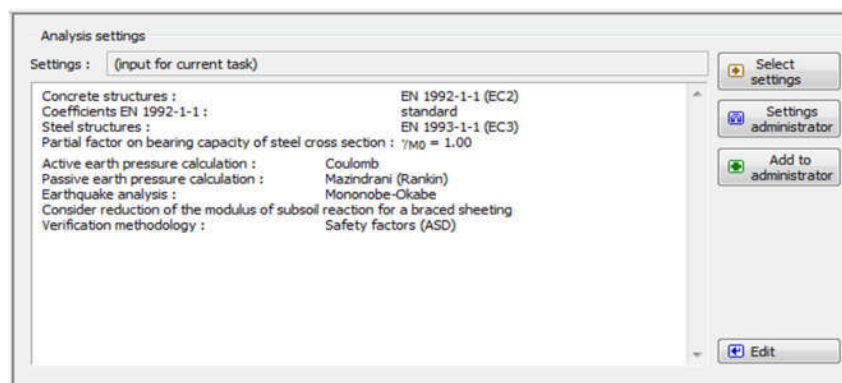 Analysis settings
Settings : (input for current task)
Concrete structures : EN 1992-1-1 (EC2)
Coefficients EN 1992-1-1 : standard
Steel structures : EN 1993-1-1 (EC3)
Partial factor on bearing capacity of steel cross section : γM0 = 1.00
Active earth pressure calculation : Coulomb
Passive earth pressure calculation : Mazindrani (Rankin)
Earthquake analysis : Mononobe-Okabe
Consider reduction of the modulus of subsoil reaction for a braced sheeting
Verification methodology : Safety factors (ASD)
Select
settings
Settings
administrator
Add to
administrator
Edit